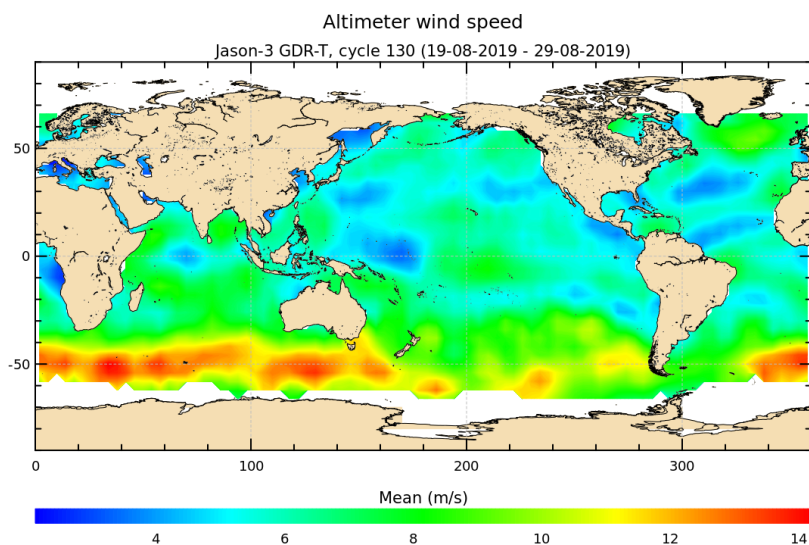 Altimeter wind speed
Jason-3 GDR-T, cycle 130 (19-08-2019 - 29-08-2019)
50
0
-50
0 100 200 300
Mean (m/s)
4 6 8 10 12 14